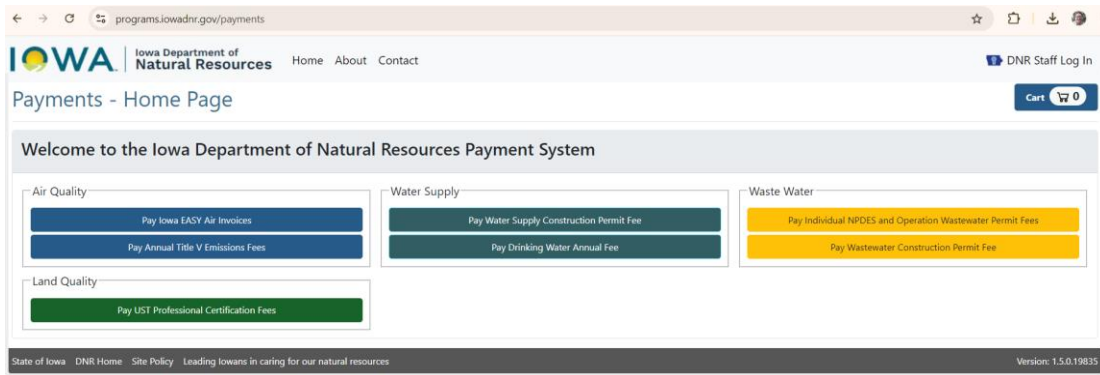 programs.iowadnr.gov/payments
IOWA Iowa Department of Natural Resources Home About Contact DNR Staff Log In
Payments - Home Page Cart 0
Welcome to the Iowa Department of Natural Resources Payment System
Air Quality
Pay Iowa EASY Air Invoices
Pay Annual Title V Emissions Fees
Water Supply
Pay Water Supply Construction Permit Fee
Pay Drinking Water Annual Fee
Waste Water
Pay Individual NPDES and Operation Wastewater Permit Fees
Pay Wastewater Construction Permit Fee
Land Quality
Pay UST Professional Certification Fees
State of Iowa DNR Home Site Policy Leading Iowans in caring for our natural resources Version: 1.5.0.19835